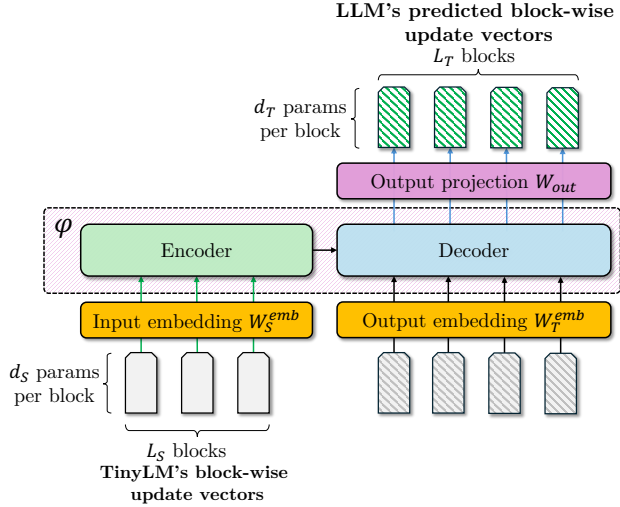 LLM's predicted block-wise
update vectors
L_T blocks
d_T params
per block
Output projection W_out
φ
Encoder
Decoder
Input embedding W_S^emb
Output embedding W_T^emb
d_S params
per block
L_S blocks
TinyLM's block-wise
update vectors